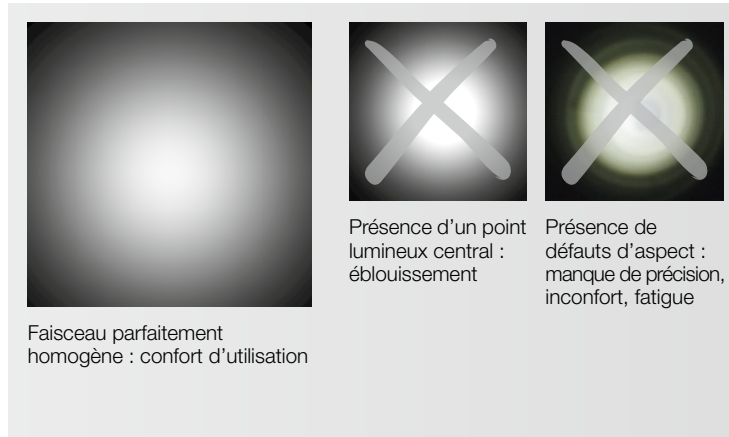 Faisceau parfaitement
homogène : confort d'utilisation
Présence d'un point
lumineux central :
éblouissement
Présence de
défauts d'aspect :
manque de précision,
inconfort, fatigue